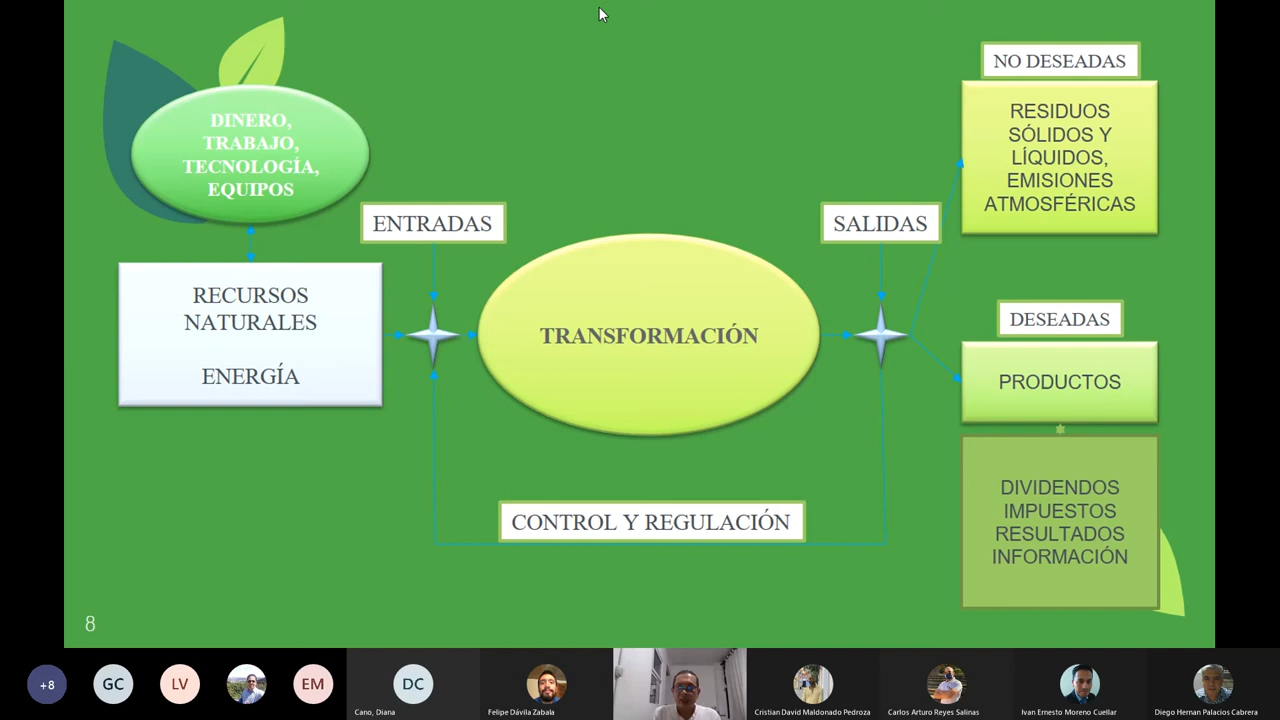 DINERO,
TRABAJO,
TECNOLOGÍA,
EQUIPOS
RECURSOS
NATURALES
ENERGÍA
ENTRADAS
TRANSFORMACIÓN
CONTROL Y REGULACIÓN
SALIDAS
NO DESEADAS
RESIDUOS
SÓLIDOS Y
LÍQUIDOS,
EMISIONES
ATMOSFÉRICAS
DESEADAS
PRODUCTOS
DIVIDENDOS
IMPUESTOS
RESULTADOS
INFORMACIÓN
8
+8
GC
LV
EM
DC
Cano, Diana
Felipe Dávila Zabala
Cristian David Maldonado Pedroza
Carlos Arturo Reyes Salinas
Ivan Ernesto Moreno Cuellar
Diego Hernan Palacios Cabrera